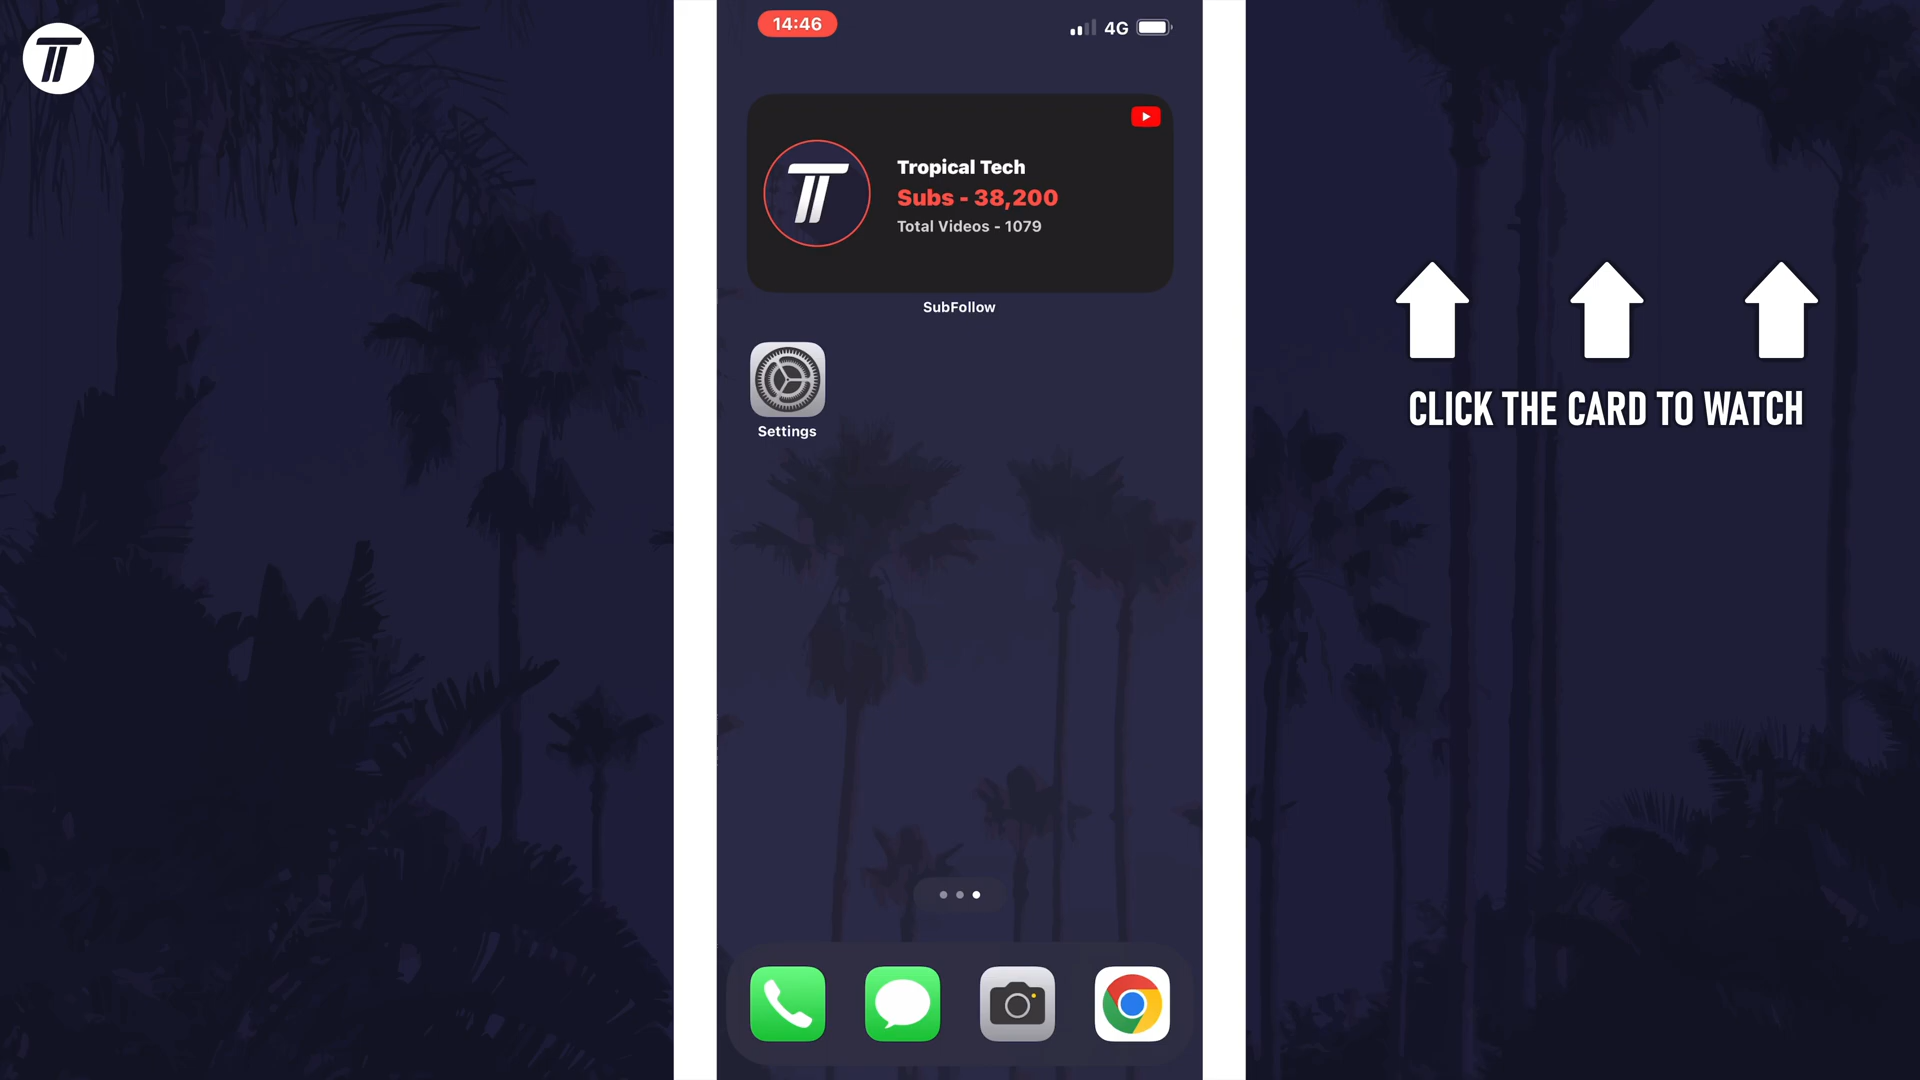 14:46
4G
Tropical Tech
Subs - 38,200
Total Videos - 1079
SubFollow
Settings
CLICK THE CARD TO WATCH